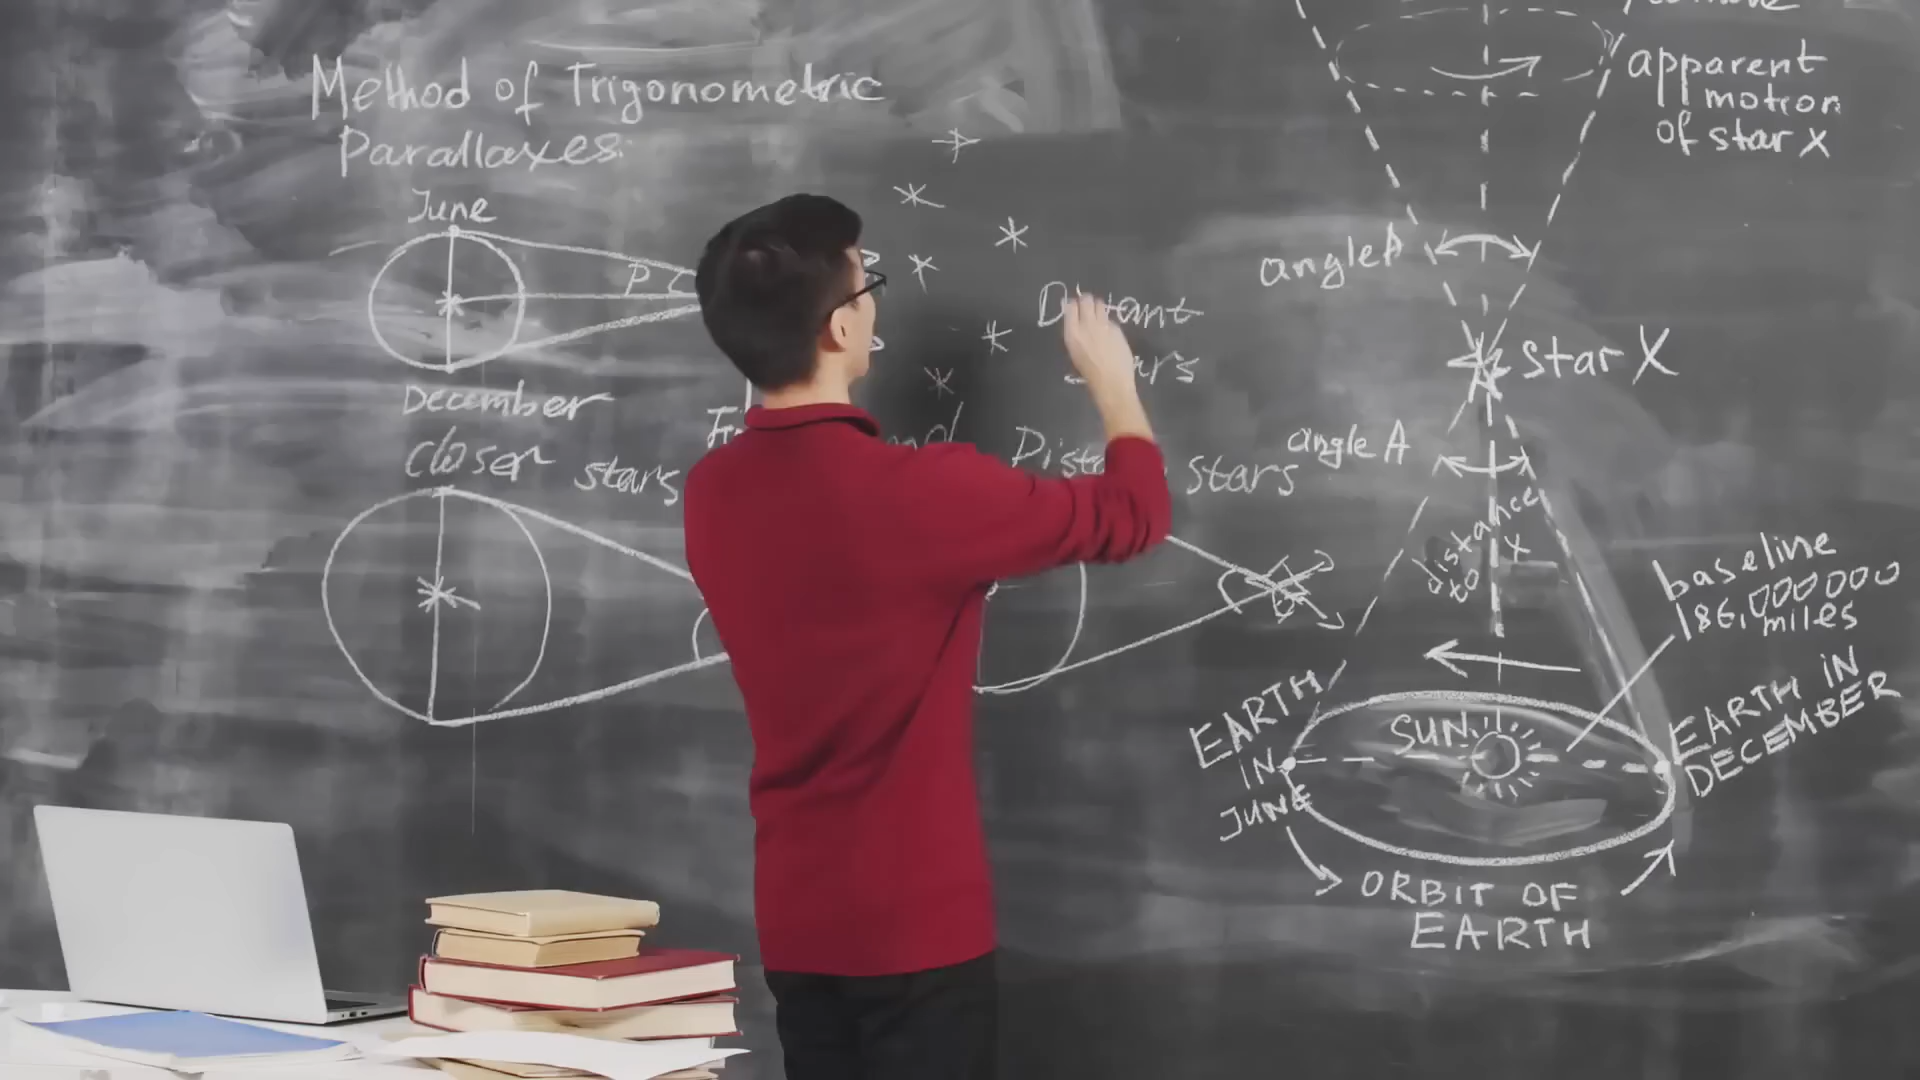 Method of Trigonometric
Parallaxes:
June
P
December
closer stars
Distant
stars
apparent
motion
of star X
angle A
star X
angle A
distance
to X
baseline
186,000000
miles
EARTH
IN
JUNE
SUN
EARTH IN
DECEMBER
ORBIT OF
EARTH